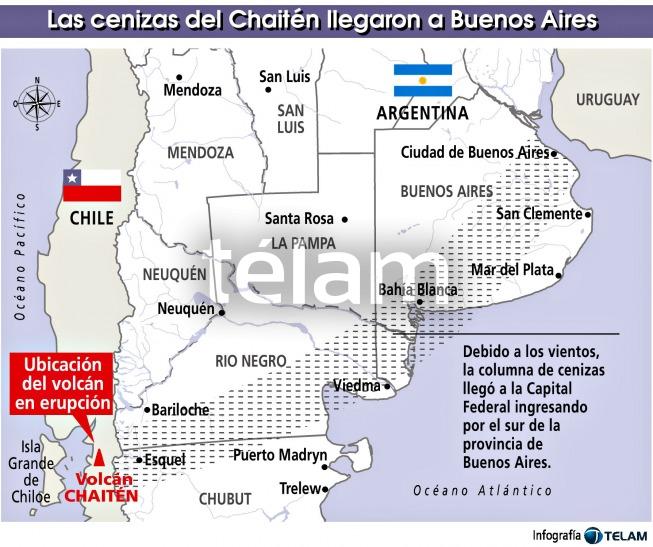 Las cenizas del Chaitén llegaron a Buenos Aires
N
O
E
S
Mendoza
San Luis
SAN
LUIS
ARGENTINA
URUGUAY
MENDOZA
Ciudad de Buenos Aires
BUENOS AIRES
CHILE
Océano Pacífico
Santa Rosa
LA PAMPA
San Clemente
télam
NEUQUÉN
Neuquén
Bahía Blanca
Mar del Plata
Ubicación
del volcán
en erupción
RIO NEGRO
Viedma
Bariloche
Debido a los vientos,
la columna de cenizas
llegó a la Capital
Federal ingresando
por el sur de la
provincia de
Buenos Aires.
Isla
Grande
de
Chiloe
Volcán
CHAITÉN
Esquel
Puerto Madryn
Trelew
CHUBUT
Océano Atlántico
Infografía TELAM